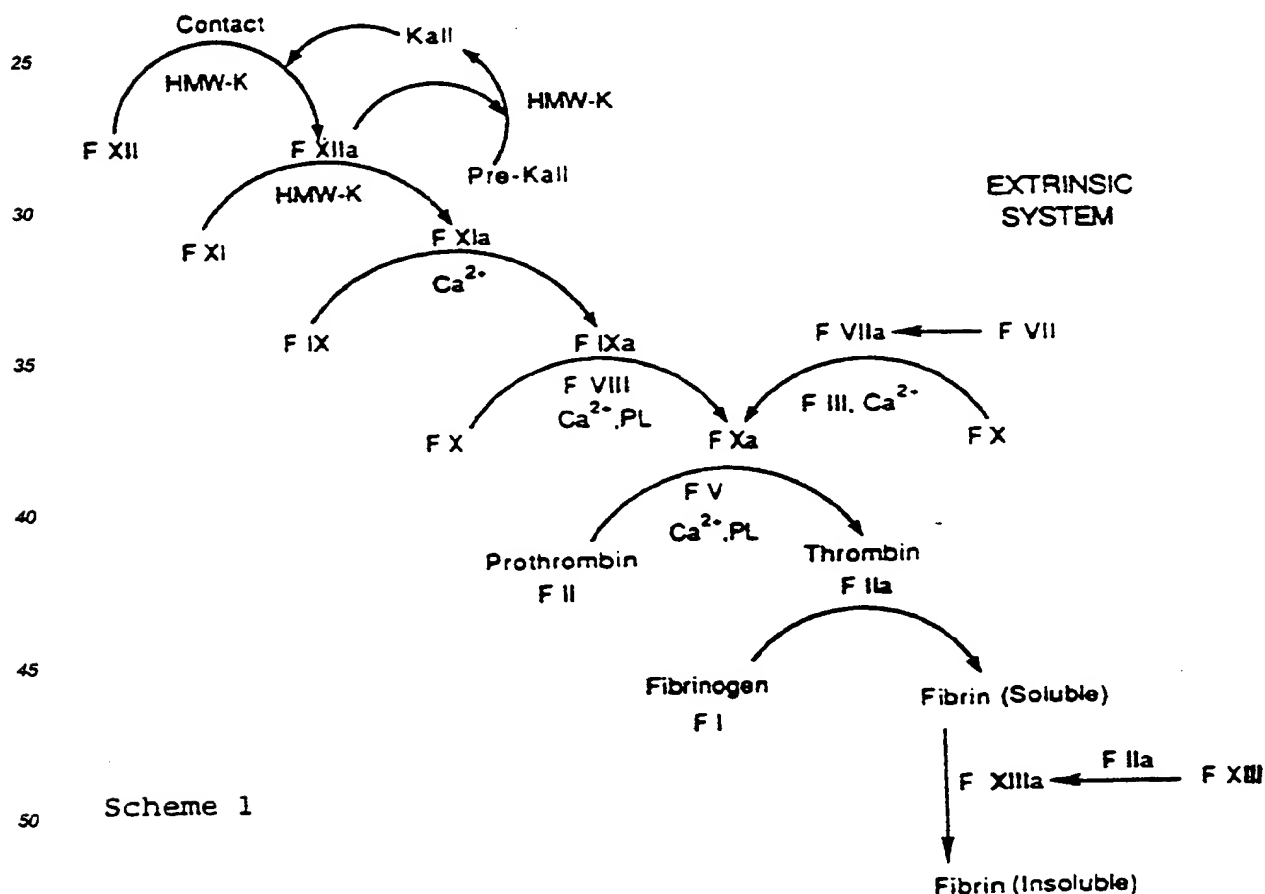 Contact
Kall
25
HMW-K
HMW-K
F XII
F XIIa
Pre-Kall
HMW-K
EXTRINSIC
SYSTEM
30
F XI
F XIa
Ca²⁺
F IX
F IXa
F VIIa
F VII
35
F VIII
Ca²⁺,PL
F III, Ca²⁺
F X
F Xa
F X
F V
Ca²⁺,PL
40
Prothrombin
F II
Thrombin
F IIa
45
Fibrinogen
F I
Fibrin (Soluble)
F IIa
F XIIIa
F XIII
Scheme 1
50
Fibrin (Insoluble)